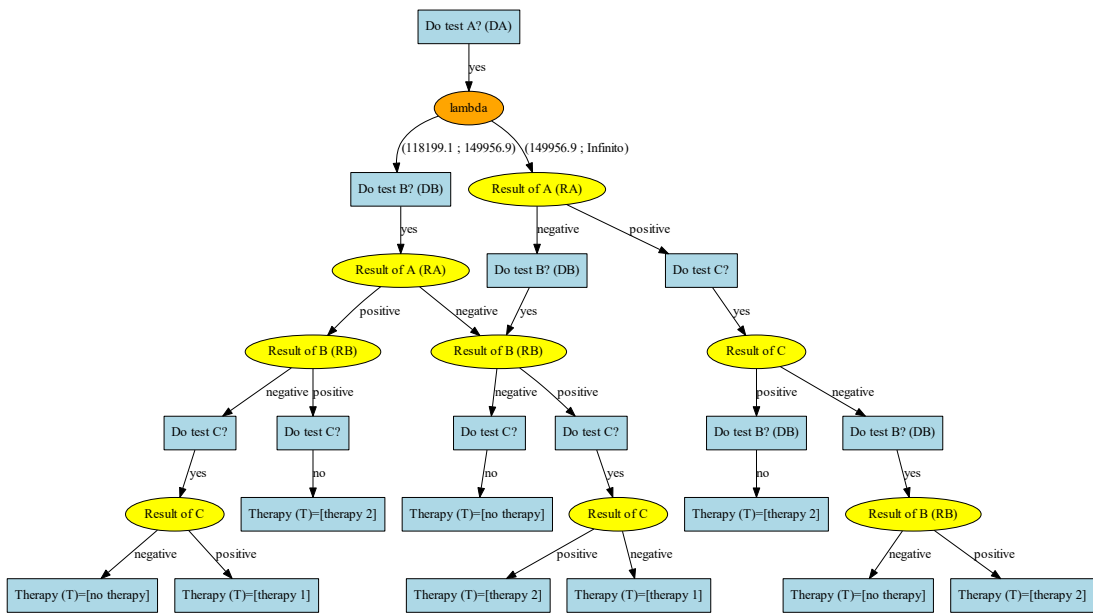 Do test A? (DA)
yes
lambda
(118199.1 ; 149956.9)
(149956.9 ; Infinito)
Do test B? (DB)
Result of A (RA)
yes
negative
positive
Result of A (RA)
Do test B? (DB)
Do test C?
positive
negative
yes
yes
Result of B (RB)
Result of B (RB)
Result of C
negative
positive
negative
positive
positive
negative
Do test C?
Do test C?
Do test C?
Do test C?
Do test B? (DB)
Do test B? (DB)
yes
no
no
yes
no
yes
Result of C
Therapy (T)=[therapy 2]
Therapy (T)=[no therapy]
Result of C
Therapy (T)=[therapy 2]
Result of B (RB)
negative
positive
positive
negative
negative
positive
Therapy (T)=[no therapy]
Therapy (T)=[therapy 1]
Therapy (T)=[therapy 2]
Therapy (T)=[therapy 1]
Therapy (T)=[no therapy]
Therapy (T)=[therapy 2]